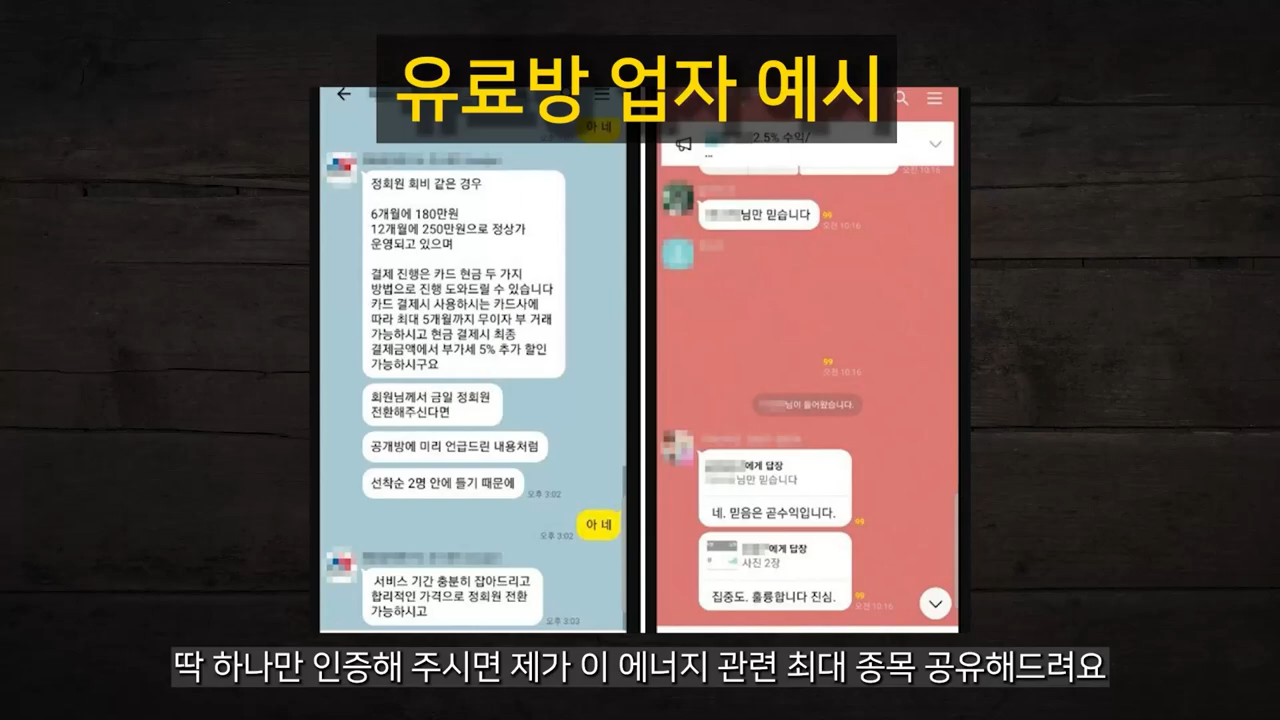 유료방 업자 예시
아 네
정회원 회비 같은 경우
6개월에 180만원
12개월에 250만원으로 정상가
운영되고 있으며
결제 진행은 카드 현금 두 가지
방법으로 진행 도와드릴 수 있습니다
카드 결제시 사용하시는 카드사에
따라 최대 5개월까지 무이자 부 거래
가능하시고 현금 결제시 최종
결제금액에서 부가세 5% 추가 할인
가능하시구요
회원님께서 금일 정회원
전환해주신다면
공개방에 미리 언급드린 내용처럼
선착순 2명 안에 들기 때문에
오후 3:02
아 네
오후 3:02
서비스 기간 충분히 잡아드리고
합리적인 가격으로 정회원 전환
가능하시고
오후 3:03
2.5% 수익/
...
오전 10:16
님만 믿습니다
99
오전 10:16
99
오전 10:16
님이 들어왔습니다.
에게 답장
님만 믿습니다
네. 믿음은 곧수익입니다.
99
에게 답장
사진 2장
집중도. 훌륭합니다 진심.
99
오전 10:16
딱 하나만 인증해 주시면 제가 이 에너지 관련 최대 종목 공유해드려요